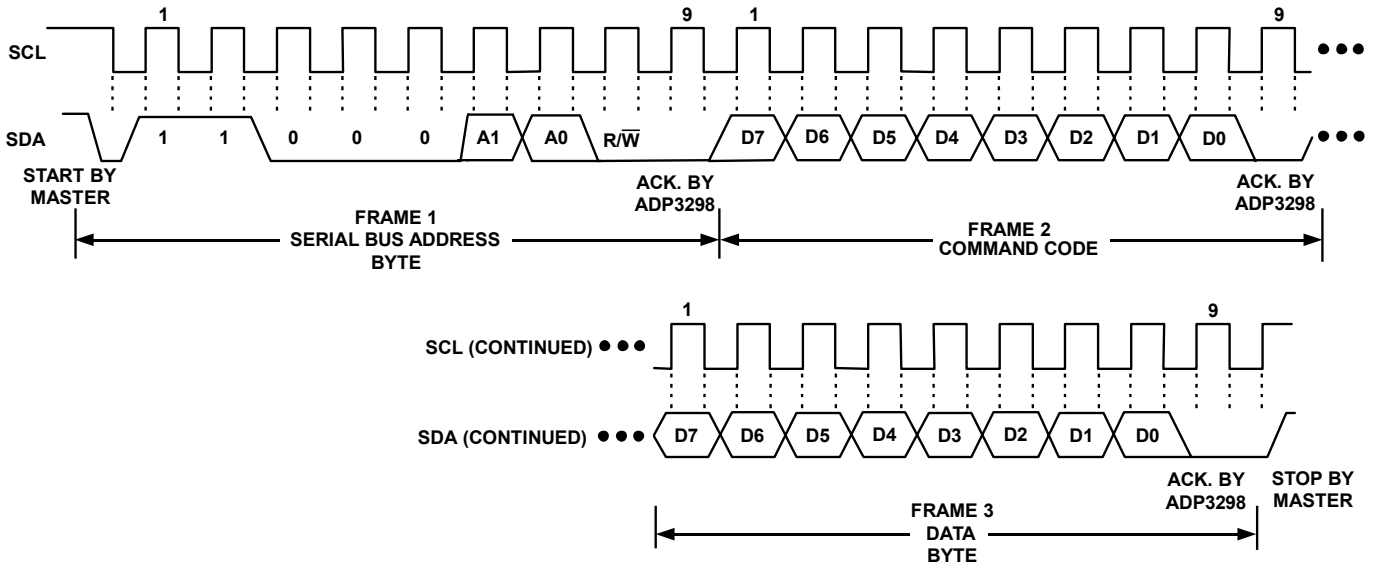 1 9 1 9
SCL
SDA 1 1 0 0 0 A1 A0 R/W̅ D7 D6 D5 D4 D3 D2 D1 D0
START BY
MASTER
ACK. BY
ADP3298
ACK. BY
ADP3298
FRAME 1
SERIAL BUS ADDRESS
BYTE
FRAME 2
COMMAND CODE
1 9
SCL (CONTINUED)
SDA (CONTINUED) D7 D6 D5 D4 D3 D2 D1 D0
ACK. BY
ADP3298
STOP BY
MASTER
FRAME 3
DATA
BYTE